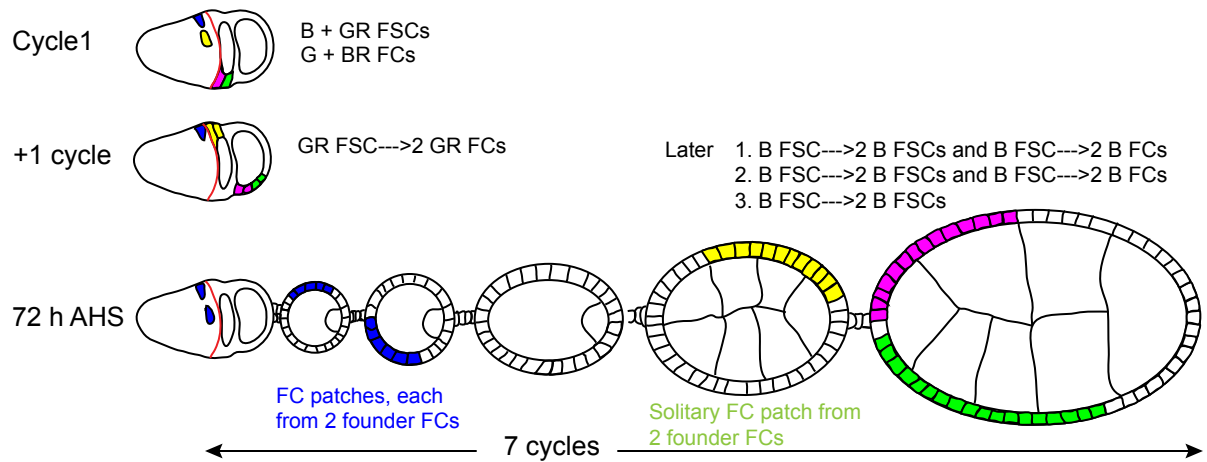 Cycle1
B + GR FSCs
G + BR FCs
+1 cycle
GR FSC--->2 GR FCs
Later 1. B FSC--->2 B FSCs and B FSC--->2 B FCs
2. B FSC--->2 B FSCs and B FSC--->2 B FCs
3. B FSC--->2 B FSCs
72 h AHS
FC patches, each
from 2 founder FCs
Solitary FC patch from
2 founder FCs
7 cycles